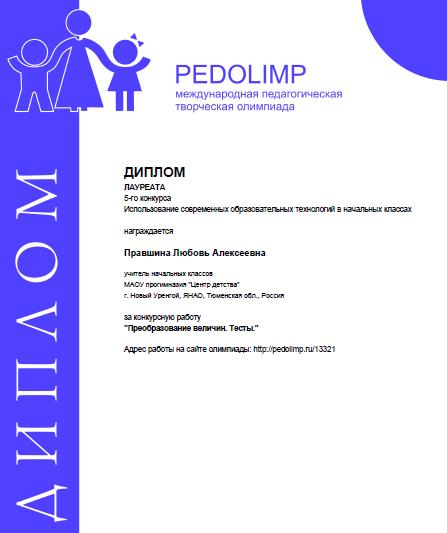 PEDOLIMP
международная педагогическая
творческая олимпиада
ДИПЛОМ
ДИПЛОМ
ЛАУРЕАТА
5-го конкурса
Использование современных образовательных технологий в начальных классах
награждается
Правшина Любовь Алексеевна
учитель начальных классов
МАОУ прогимназия "Центр детства"
г. Новый Уренгой, ЯНАО, Тюменская обл., Россия
за конкурсную работу
"Преобразование величин. Тесты."
Адрес работы на сайте олимпиады: http://pedolimp.ru/13321